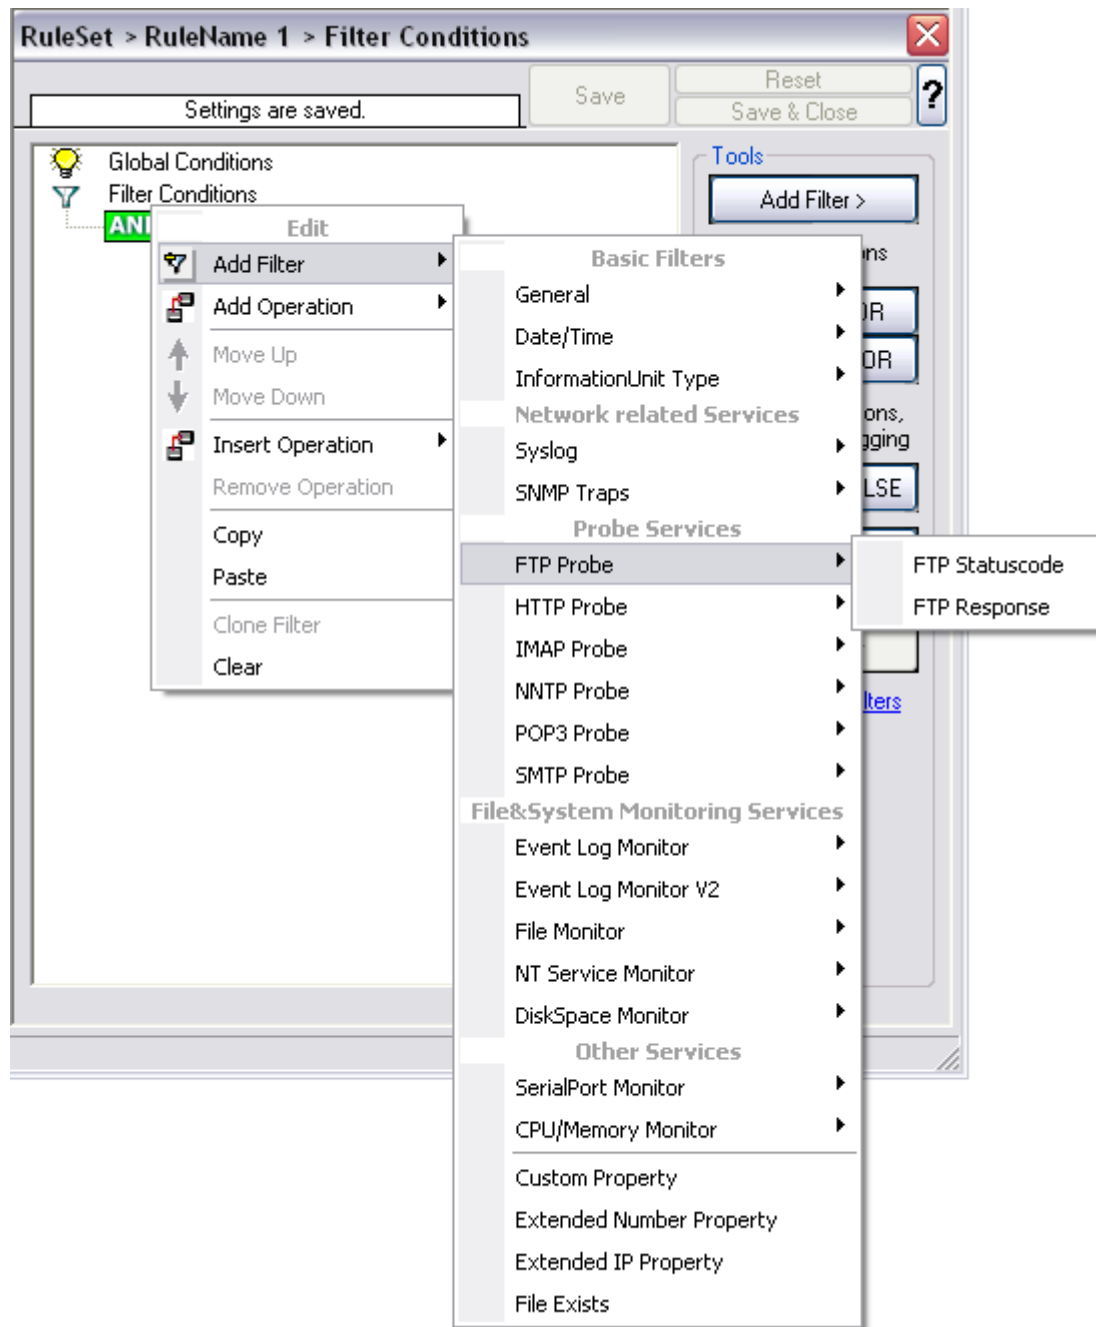 RuleSet > RuleName 1 > Filter Conditions
Settings are saved.
Save
Reset
Save & Close
?
Global Conditions
Filter Conditions
Tools
Add Filter >
Edit
Add Filter
Add Operation
Move Up
Move Down
Insert Operation
Remove Operation
Copy
Paste
Clone Filter
Clear
Basic Filters
General
Date/Time
InformationUnit Type
Network related Services
Syslog
SNMP Traps
Probe Services
FTP Probe
HTTP Probe
IMAP Probe
NNTP Probe
POP3 Probe
SMTP Probe
File&System Monitoring Services
Event Log Monitor
Event Log Monitor V2
File Monitor
NT Service Monitor
DiskSpace Monitor
Other Services
SerialPort Monitor
CPU/Memory Monitor
Custom Property
Extended Number Property
Extended IP Property
File Exists
FTP Statuscode
FTP Response